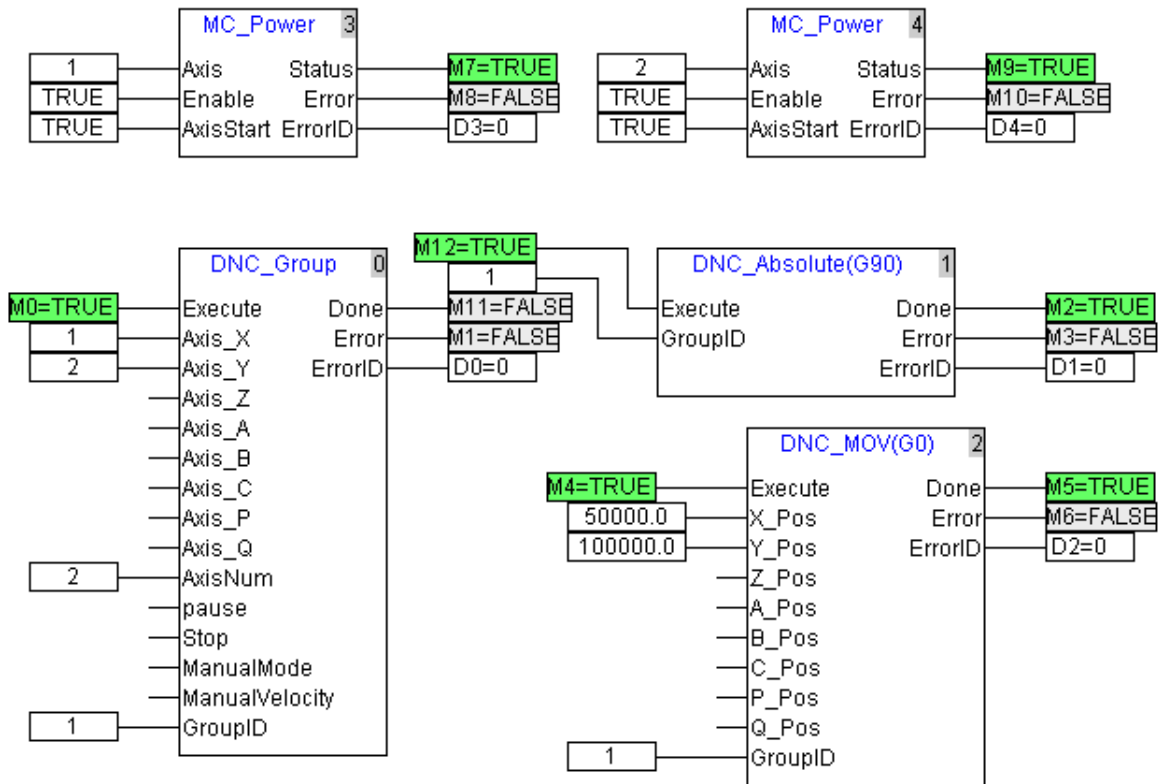 MC_Power 3 MC_Power 4
1 Axis Status M7=TRUE 2 Axis Status M9=TRUE
TRUE Enable Error M8=FALSE TRUE Enable Error M10=FALSE
TRUE AxisStart ErrorID D3=0 TRUE AxisStart ErrorID D4=0
M12=TRUE
DNC_Group 0 DNC_Absolute(G90) 1
1
M0=TRUE Execute Done M11=FALSE Execute Done M2=TRUE
1 Axis_X Error M1=FALSE GroupID Error M3=FALSE
2 Axis_Y ErrorID D0=0 ErrorID D1=0
Axis_Z
Axis_A
DNC_MOV(G0) 2
Axis_B
Axis_C M4=TRUE Execute Done M5=TRUE
Axis_P 50000.0 X_Pos Error M6=FALSE
Axis_Q 100000.0 Y_Pos ErrorID D2=0
2 AxisNum Z_Pos
pause A_Pos
Stop B_Pos
ManualMode C_Pos
ManualVelocity P_Pos
1 GroupID Q_Pos
1 GroupID